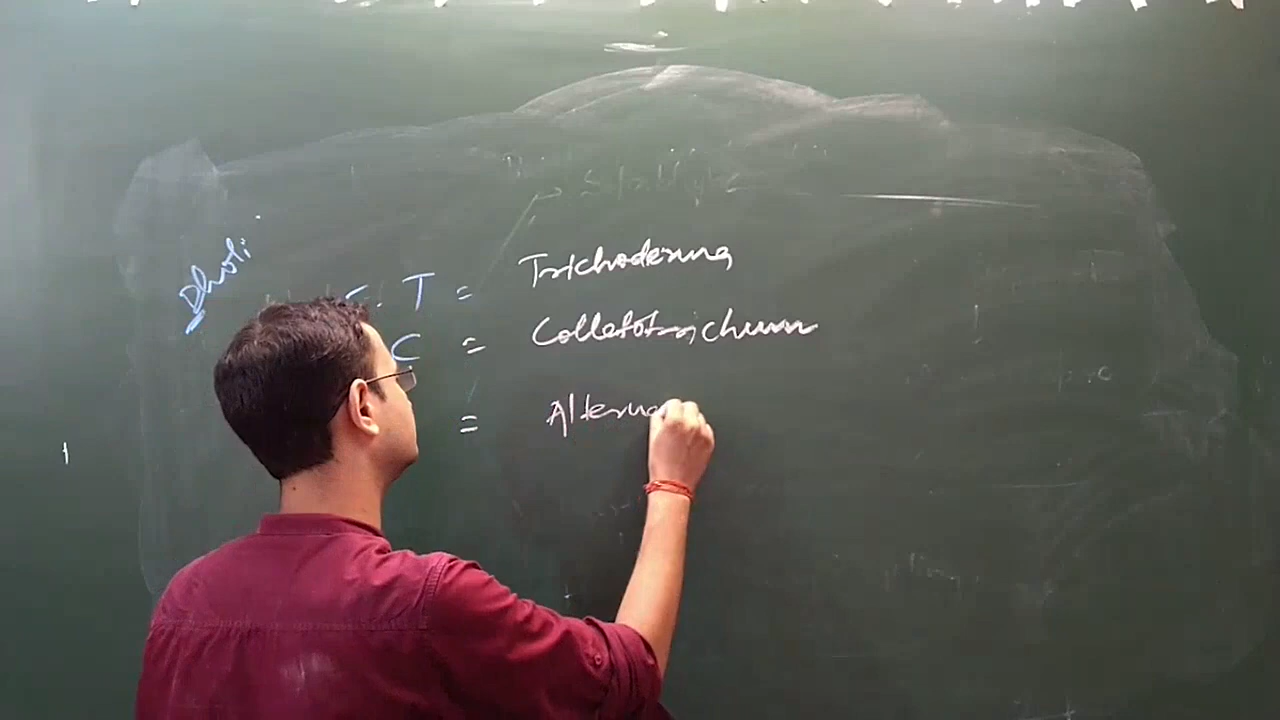 Dholi
T = Trichoderma
C = Colletotrichum
= Alterna